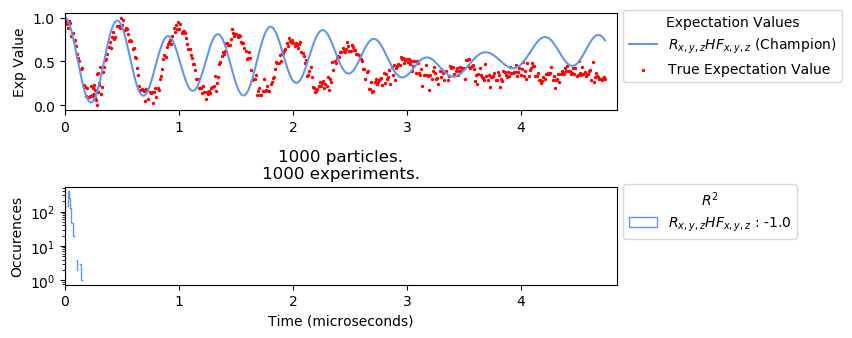 Exp Value
1.0
0.5
0.0
0 1 2 3 4
Expectation Values
R_{x,y,z}HF_{x,y,z} (Champion)
True Expectation Value
1000 particles.
1000 experiments.
Occurences
10^2
10^1
10^0
0 1 2 3 4
Time (microseconds)
R^2
R_{x,y,z}HF_{x,y,z} : -1.0